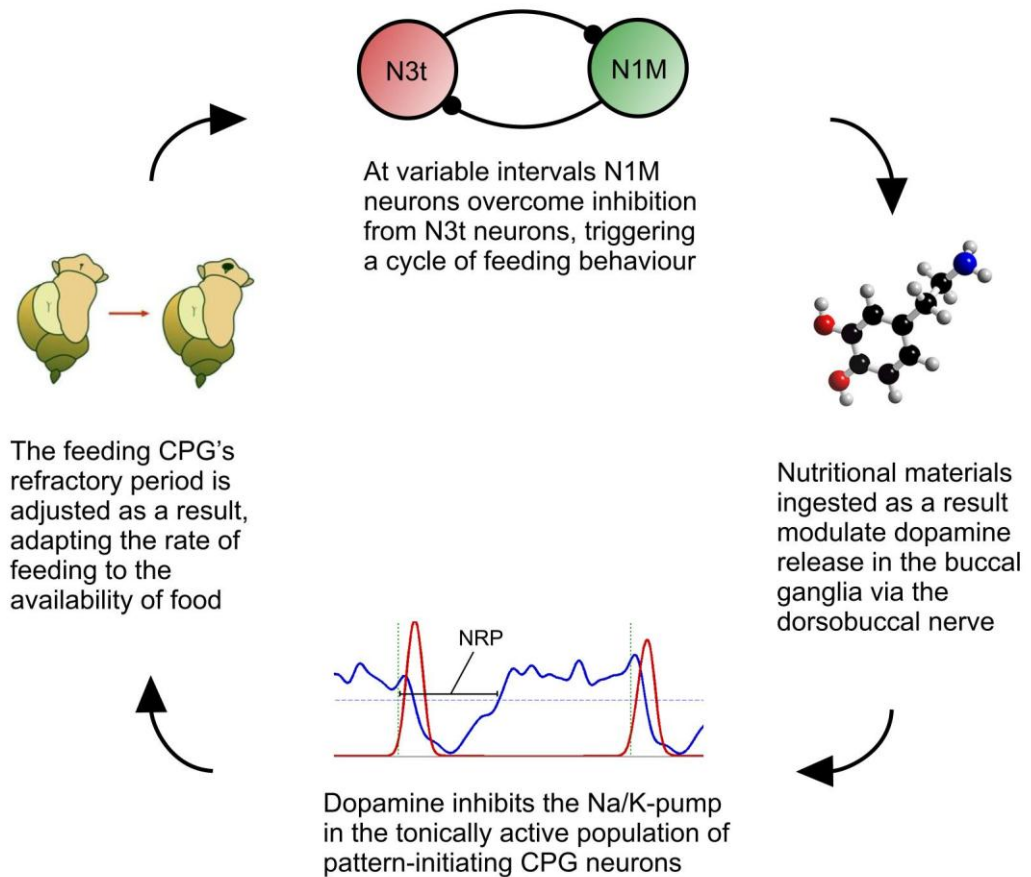 N3t
N1M
At variable intervals N1M
neurons overcome inhibition
from N3t neurons, triggering
a cycle of feeding behaviour
Nutritional materials
ingested as a result
modulate dopamine
release in the buccal
ganglia via the
dorsobuccal nerve
NRP
Dopamine inhibits the Na/K-pump
in the tonically active population of
pattern-initiating CPG neurons
The feeding CPG’s
refractory period is
adjusted as a result,
adapting the rate of
feeding to the
availability of food